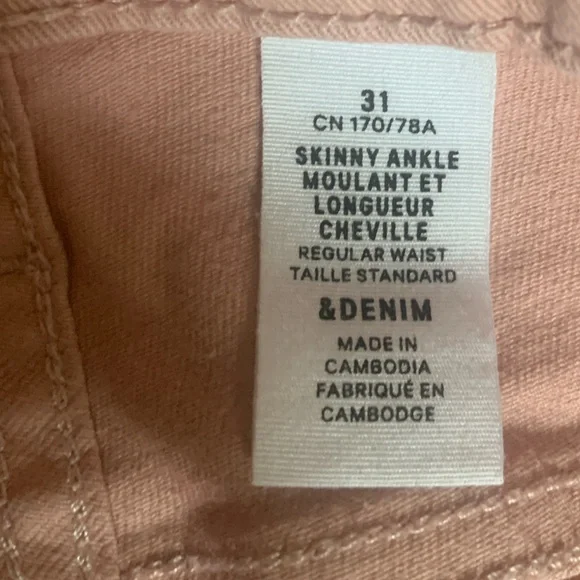 31
CN 170/78A
SKINNY ANKLE
MOULANT ET
LONGUEUR
CHEVILLE
REGULAR WAIST
TAILLE STANDARD
&DENIM
MADE IN
CAMBODIA
FABRIQUÉ EN
CAMBODGE